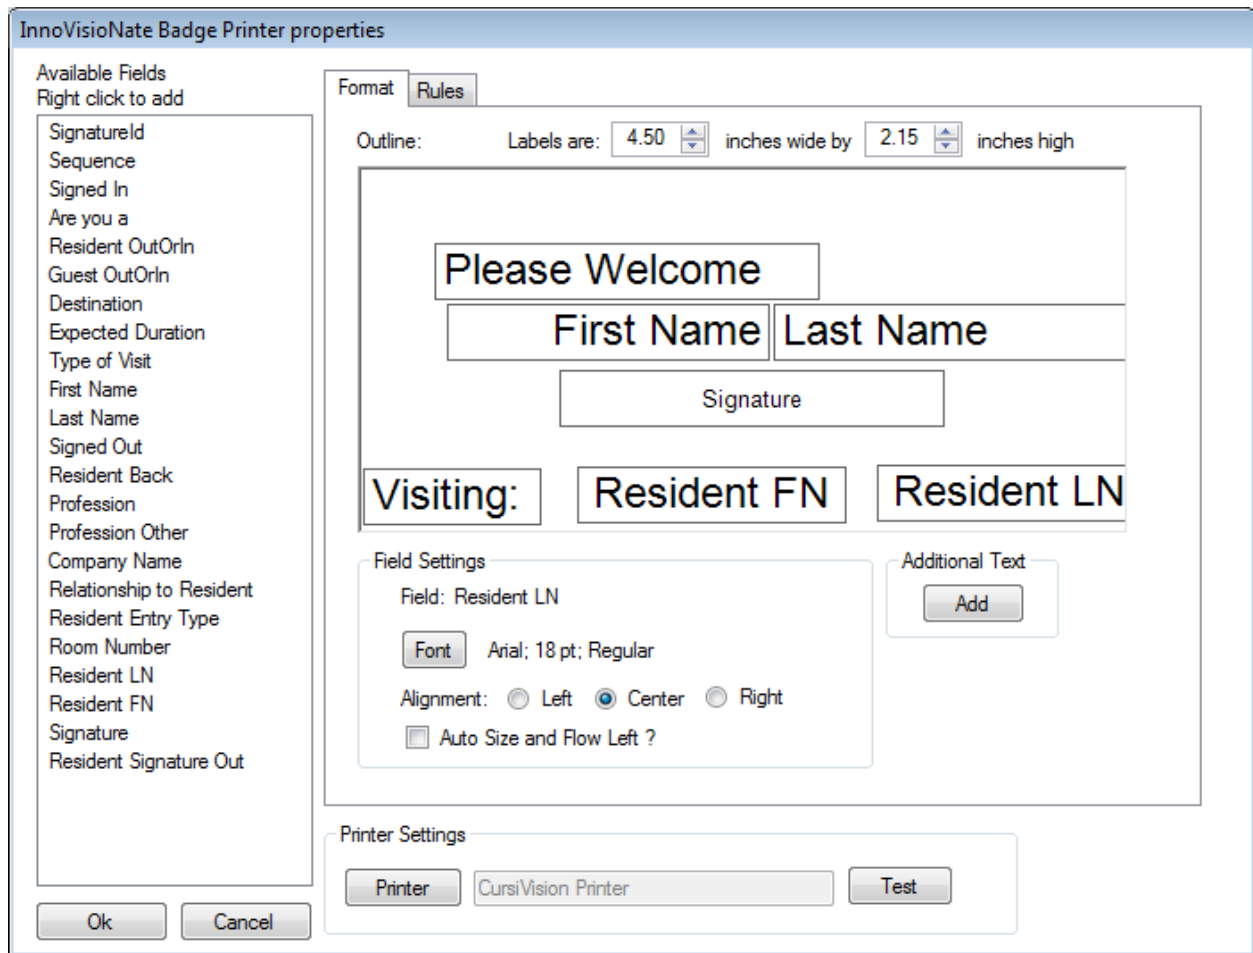 InnoVisioNate Badge Printer properties
Available Fields
Right click to add
SignatureId
Sequence
Signed In
Are you a
Resident OutOrIn
Guest OutOrIn
Destination
Expected Duration
Type of Visit
First Name
Last Name
Signed Out
Resident Back
Profession
Profession Other
Company Name
Relationship to Resident
Resident Entry Type
Room Number
Resident LN
Resident FN
Signature
Resident Signature Out
Ok Cancel
Format Rules
Outline: Labels are: 4.50 inches wide by 2.15 inches high
Please Welcome
First Name Last Name
Signature
Visiting: Resident FN Resident LN
Field Settings
Field: Resident LN
Font Arial; 18 pt; Regular
Alignment: Left Center Right
Auto Size and Flow Left ?
Additional Text
Add
Printer Settings
Printer CursiVision Printer Test